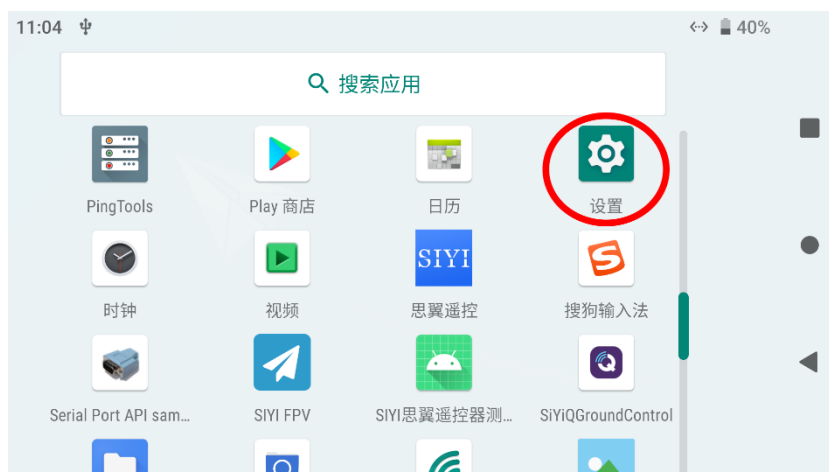 11:04
40%
搜索应用
PingTools
Play 商店
日历
设置
SIYI
时钟
视频
思翼遥控
搜狗输入法
Serial Port API sam...
SIYI FPV
SIYI思翼遥控器测...
SiYiQGroundControl